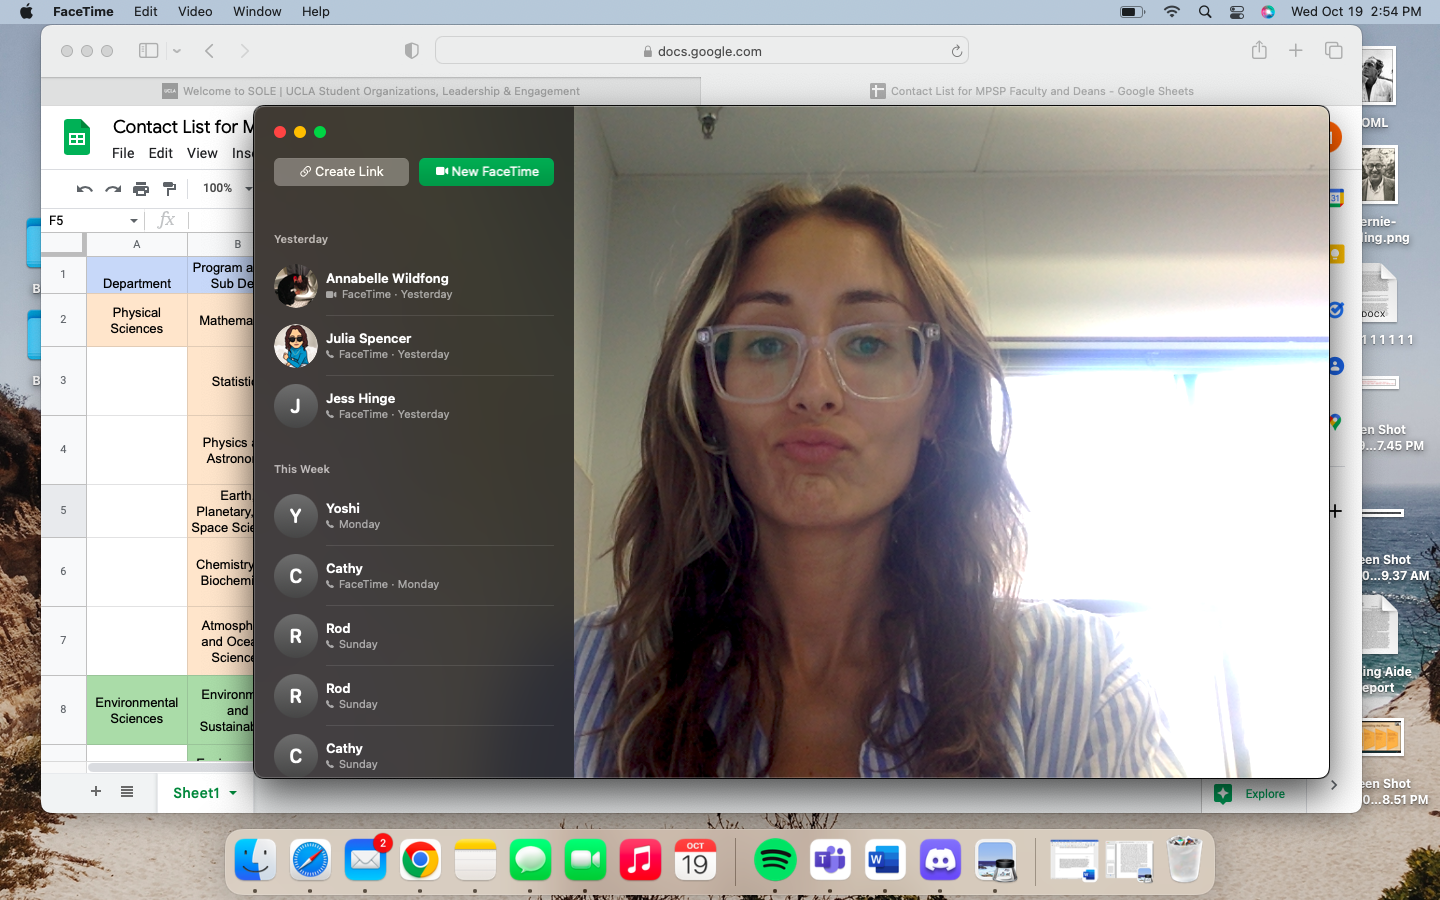 FaceTime Edit Video Window Help
Wed Oct 19 2:54 PM
docs.google.com
UCLA
Welcome to SOLE | UCLA Student Organizations, Leadership & Engagement
Contact List for MPSP Faculty and Deans - Google Sheets
Contact List for M
File Edit View Ins
100%
F5
fx
A B
1
Department
Program a
Sub De
2
Physical
Sciences
Mathema
3
Statisti
4
Physics
Astrono
5
Earth
Planetary,
Space Scie
6
Chemistry
Biochemi
7
Atmosph
and Ocea
Science
8
Environmental
Sciences
Environm
and
Sustainab
Sheet1
Explore
Create Link
New FaceTime
Yesterday
Annabelle Wildfong
FaceTime · Yesterday
Julia Spencer
FaceTime · Yesterday
J
Jess Hinge
FaceTime · Yesterday
This Week
Y
Yoshi
Monday
C
Cathy
FaceTime · Monday
R
Rod
Sunday
R
Rod
Sunday
C
Cathy
Sunday
31
OML
ernie-
ling.png
DOCX
111111
en Shot
9...7.45 PM
een Shot
0...9.37 AM
ing Aide
eport
een Shot
0...8.51 PM
B
B
2
OCT
19
T
W